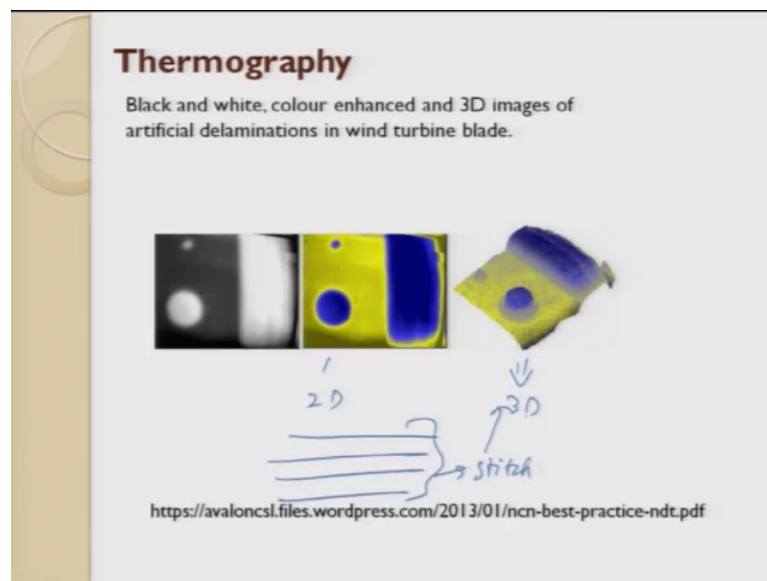 Thermography
Black and white, colour enhanced and 3D images of
artificial delaminations in wind turbine blade.
2D
3D
stitch
https://avaloncsl.files.wordpress.com/2013/01/ncn-best-practice-ndt.pdf